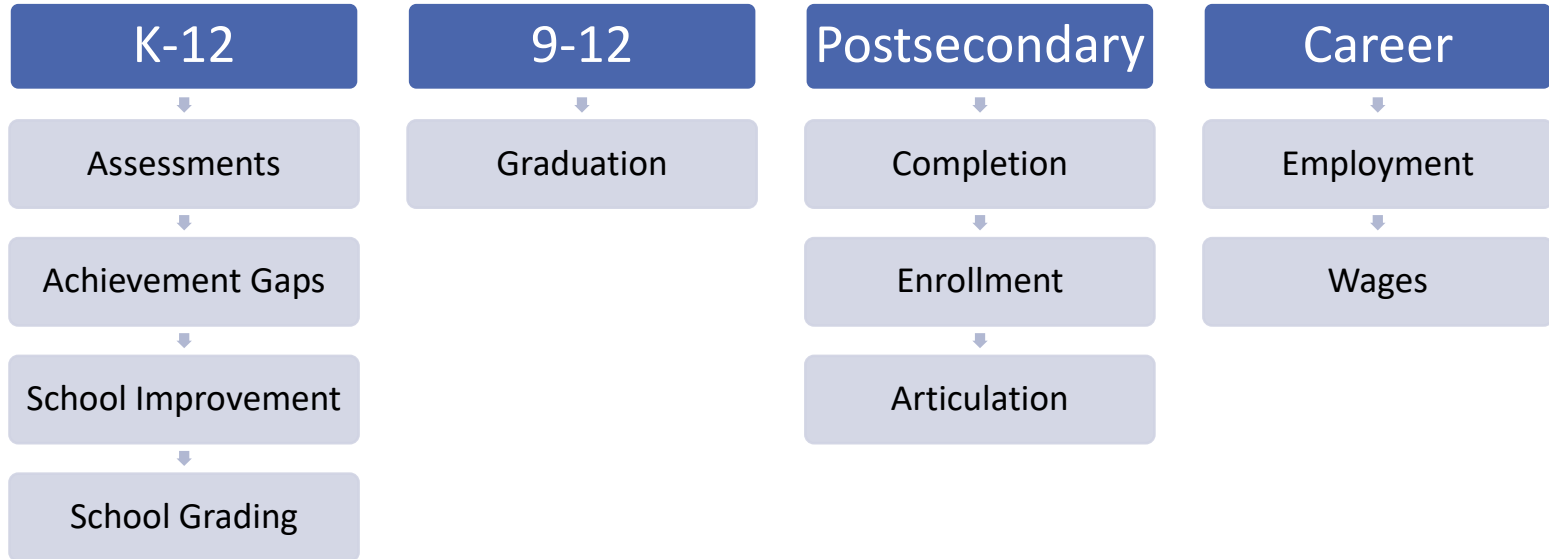 K-12
Assessments
Achievement Gaps
School Improvement
School Grading
9-12
Graduation
Postsecondary
Completion
Enrollment
Articulation
Career
Employment
Wages